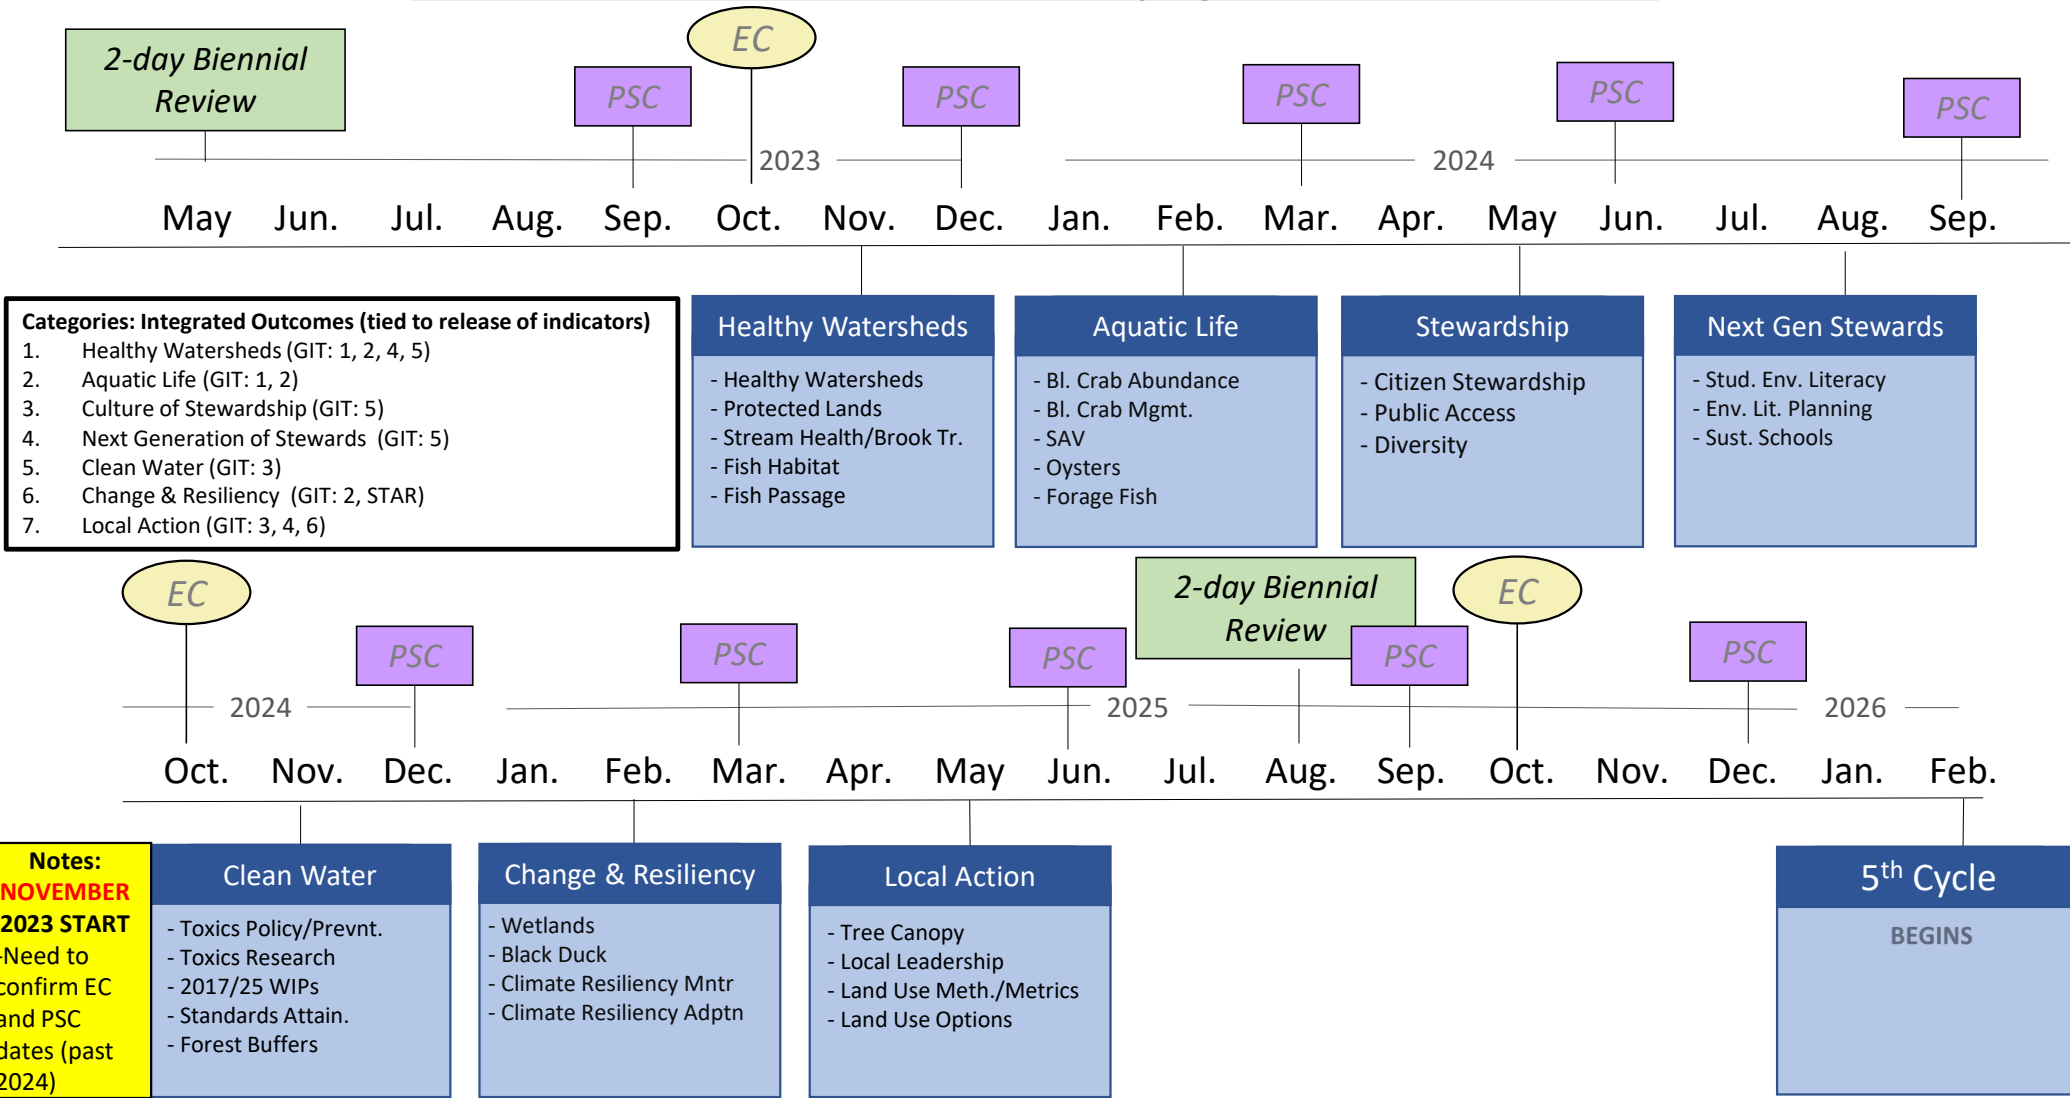 2-day Biennial
Review
EC
PSC
PSC
PSC
PSC
PSC
2023
2024
May Jun. Jul. Aug. Sep. Oct. Nov. Dec. Jan. Feb. Mar. Apr. May Jun. Jul. Aug. Sep.
Categories: Integrated Outcomes (tied to release of indicators)
1. Healthy Watersheds (GIT: 1, 2, 4, 5)
2. Aquatic Life (GIT: 1, 2)
3. Culture of Stewardship (GIT: 5)
4. Next Generation of Stewards (GIT: 5)
5. Clean Water (GIT: 3)
6. Change & Resiliency (GIT: 2, STAR)
7. Local Action (GIT: 3, 4, 6)
Healthy Watersheds
- Healthy Watersheds
- Protected Lands
- Stream Health/Brook Tr.
- Fish Habitat
- Fish Passage
Aquatic Life
- Bl. Crab Abundance
- Bl. Crab Mgmt.
- SAV
- Oysters
- Forage Fish
Stewardship
- Citizen Stewardship
- Public Access
- Diversity
Next Gen Stewards
- Stud. Env. Literacy
- Env. Lit. Planning
- Sust. Schools
EC
PSC
PSC
PSC
2-day Biennial
Review
PSC
EC
PSC
2024
2025
2026
Oct. Nov. Dec. Jan. Feb. Mar. Apr. May Jun. Jul. Aug. Sep. Oct. Nov. Dec. Jan. Feb.
Notes:
NOVEMBER
2023 START
-Need to
confirm EC
and PSC
dates (past
2024)
Clean Water
- Toxics Policy/Prevnt.
- Toxics Research
- 2017/25 WIPs
- Standards Attain.
- Forest Buffers
Change & Resiliency
- Wetlands
- Black Duck
- Climate Resiliency Mntr
- Climate Resiliency Adptn
Local Action
- Tree Canopy
- Local Leadership
- Land Use Meth./Metrics
- Land Use Options
5th Cycle
BEGINS